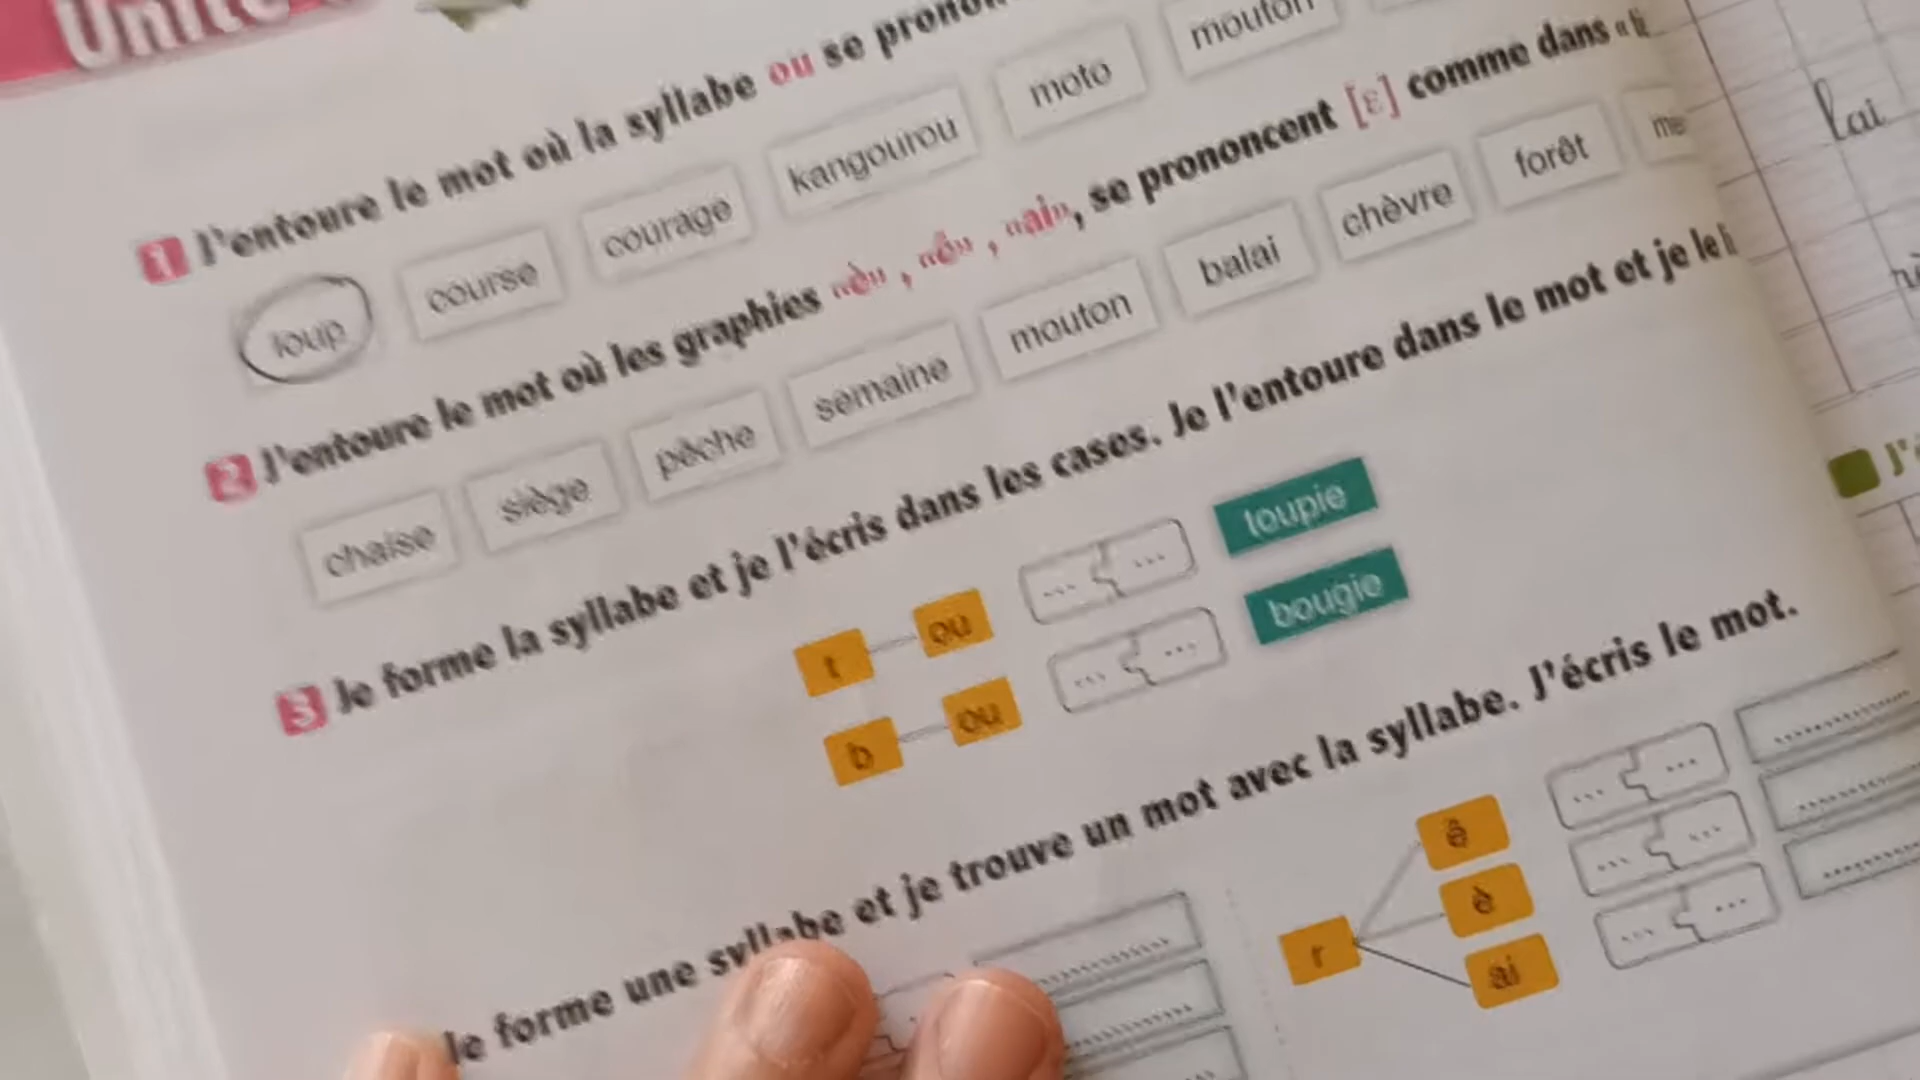 Unité
1 J'entoure le mot où la syllabe ou se
loup course courage kangourou moto mouton
2 J'entoure le mot où les graphies «è» , «ê» , «ai», se prononcent [ɛ] comme dans
chaise siège pêche semaine mouton balai chèvre forêt
3 Je forme la syllabe et je l'écris dans les cases. Je l'entoure dans le mot et je le
t ou ... ... toupie
b ou ... ... bougie
Je forme une syllabe et je trouve un mot avec la syllabe. J'écris le mot.
r ê è ai
lai
J'